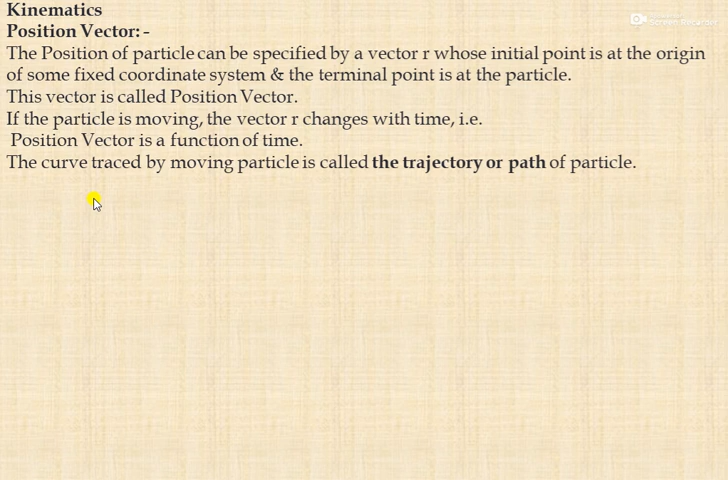 Kinematics
Position Vector: -
The Position of particle can be specified by a vector r whose initial point is at the origin
of some fixed coordinate system & the terminal point is at the particle.
This vector is called Position Vector.
If the particle is moving, the vector r changes with time, i.e.
Position Vector is a function of time.
The curve traced by moving particle is called the trajectory or path of particle.
Screen Recorder